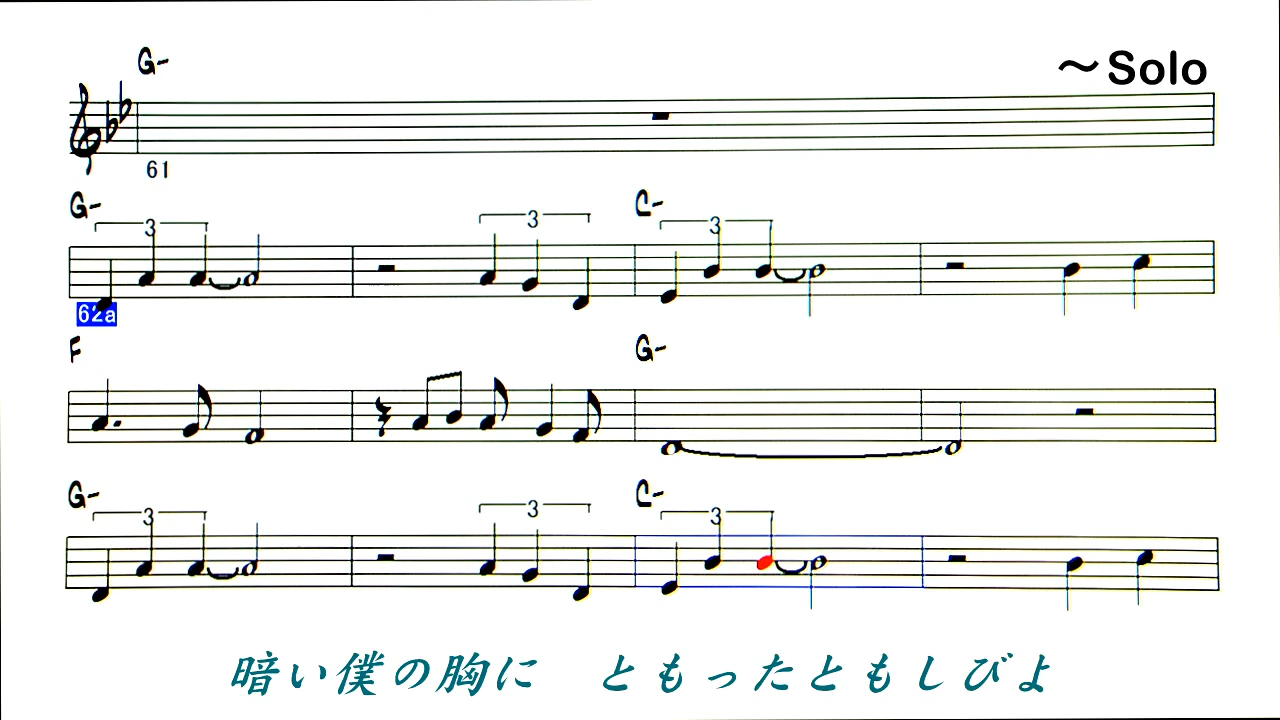 G- ～Solo
61
G- C-
3 3 3
62a
F G-
G- C-
3 3 3
暗い僕の胸に ともったともしびよ